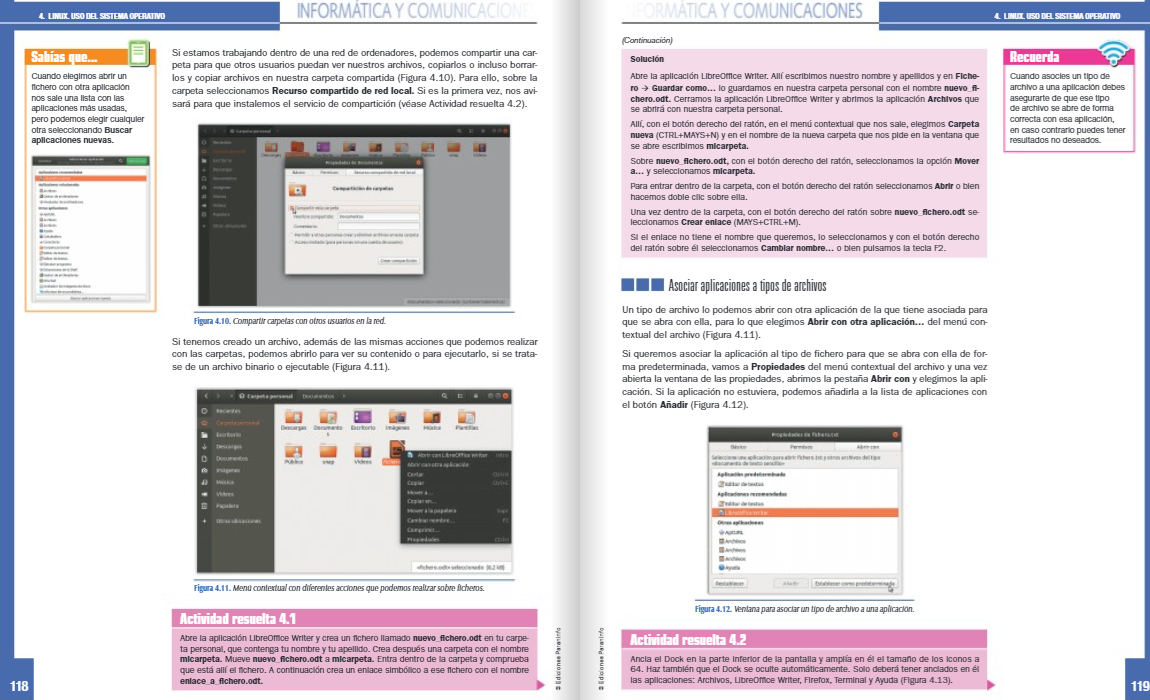 4. LINUX. USO DEL SISTEMA OPERATIVO
INFORMÁTICA Y COMUNICACIONES
Sabías que...
Cuando elegimos abrir un
fichero con otra aplicación
nos sale una lista con las
aplicaciones más usadas,
pero podemos elegir cualquier
otra seleccionando Buscar
aplicaciones nuevas.
Si estamos trabajando dentro de una red de ordenadores, podemos compartir una car-
peta para que otros usuarios puedan ver nuestros archivos, copiarlos o incluso borrar-
los y copiar archivos en nuestra carpeta compartida (Figura 4.10). Para ello, sobre la
carpeta seleccionamos Recurso compartido de red local. Si es la primera vez, nos avi-
sará para que instalemos el servicio de compartición (véase Actividad resuelta 4.2).
Carpeta personal
Propiedades de Documentos
Básico Permisos Recurso compartido de red local
Compartición de carpetas
Compartir esta carpeta
Nombre compartido: Documentos
Comentario:
Permitir a otras personas crear y eliminar archivos en esta carpeta
Crear compartición
Figura 4.10. Compartir carpetas con otros usuarios en la red.
Si tenemos creado un archivo, además de las mismas acciones que podemos realizar
con las carpetas, podemos abrirlo para ver su contenido o para ejecutarlo, si se trata-
se de un archivo binario o ejecutable (Figura 4.11).
Carpeta personal Documentos
Recientes
Carpeta personal
Escritorio
Descargas
Documentos
Imágenes
Música
Vídeos
Papelera
Otras ubicaciones
Descargas Documentos Escritorio Imágenes Música Plantillas
Público snap Vídeos
Abrir con LibreOffice Writer Intro
Abrir con otra aplicación
Cortar Ctrl+X
Copiar Ctrl+C
Mover a...
Copiar en...
Mover a la papelera Supr
Cambiar nombre... F2
Comprimir...
Propiedades Ctrl+I
«fichero.odt» seleccionado (8,2 kB)
Figura 4.11. Menú contextual con diferentes acciones que podemos realizar sobre ficheros.
Actividad resuelta 4.1
Abre la aplicación LibreOffice Writer y crea un fichero llamado nuevo_fichero.odt en tu carpe-
ta personal, que contenga tu nombre y tu apellido. Crea después una carpeta con el nombre
micarpeta. Mueve nuevo_fichero.odt a micarpeta. Entra dentro de la carpeta y comprueba
que está allí el fichero. A continuación crea un enlace simbólico a ese fichero con el nombre
enlace_a_fichero.odt.
© Ediciones Paraninfo
118
INFORMÁTICA Y COMUNICACIONES
4. LINUX. USO DEL SISTEMA OPERATIVO
(Continuación)
Solución
Abre la aplicación LibreOffice Writer. Allí escribimos nuestro nombre y apellidos y en Fiche-
ro → Guardar como... lo guardamos en nuestra carpeta personal con el nombre nuevo_fi-
chero.odt. Cerramos la aplicación LibreOffice Writer y abrimos la aplicación Archivos que
se abrirá con nuestra carpeta personal.
Allí, con el botón derecho del ratón, en el menú contextual que nos sale, elegimos Carpeta
nueva (CTRL+MAYS+N) y en el nombre de la nueva carpeta que nos pide en la ventana que
se abre escribimos micarpeta.
Sobre nuevo_fichero.odt, con el botón derecho del ratón, seleccionamos la opción Mover
a... y seleccionamos micarpeta.
Para entrar dentro de la carpeta, con el botón derecho del ratón seleccionamos Abrir o bien
hacemos doble clic sobre ella.
Una vez dentro de la carpeta, con el botón derecho del ratón sobre nuevo_fichero.odt se-
leccionamos Crear enlace (MAYS+CTRL+M).
Si el enlace no tiene el nombre que queremos, lo seleccionamos y con el botón derecho
del ratón sobre él seleccionamos Cambiar nombre... o bien pulsamos la tecla F2.
Recuerda
Cuando asocies un tipo de
archivo a una aplicación debes
asegurarte de que ese tipo
de archivo se abre de forma
correcta con esa aplicación,
en caso contrario puedes tener
resultados no deseados.
Asociar aplicaciones a tipos de archivos
Un tipo de archivo lo podemos abrir con otra aplicación de la que tiene asociada para
que se abra con ella, para lo que elegimos Abrir con otra aplicación... del menú con-
textual del archivo (Figura 4.11).
Si queremos asociar la aplicación al tipo de fichero para que se abra con ella de for-
ma predeterminada, vamos a Propiedades del menú contextual del archivo y una vez
abierta la ventana de las propiedades, abrimos la pestaña Abrir con y elegimos la apli-
cación. Si la aplicación no estuviera, podemos añadirla a la lista de aplicaciones con
el botón Añadir (Figura 4.12).
Propiedades de fichero.txt
Básico Permisos Abrir con
Seleccione una aplicación para abrir fichero.txt y otros archivos del tipo
«documento de texto sencillo»
Aplicación predeterminada
Editor de textos
Aplicaciones recomendadas
Editor de textos
LibreOffice Writer
Otras aplicaciones
AptURL
Archivos
Archivos
Archivos
Ayuda
Restablecer Añadir Establecer como predeterminada
Figura 4.12. Ventana para asociar un tipo de archivo a una aplicación.
Actividad resuelta 4.2
Ancla el Dock en la parte inferior de la pantalla y amplía en él el tamaño de los iconos a
64. Haz también que el Dock se oculte automáticamente. Solo deberá tener anclados en él
las aplicaciones: Archivos, LibreOffice Writer, Firefox, Terminal y Ayuda (Figura 4.13).
© Ediciones Paraninfo
119